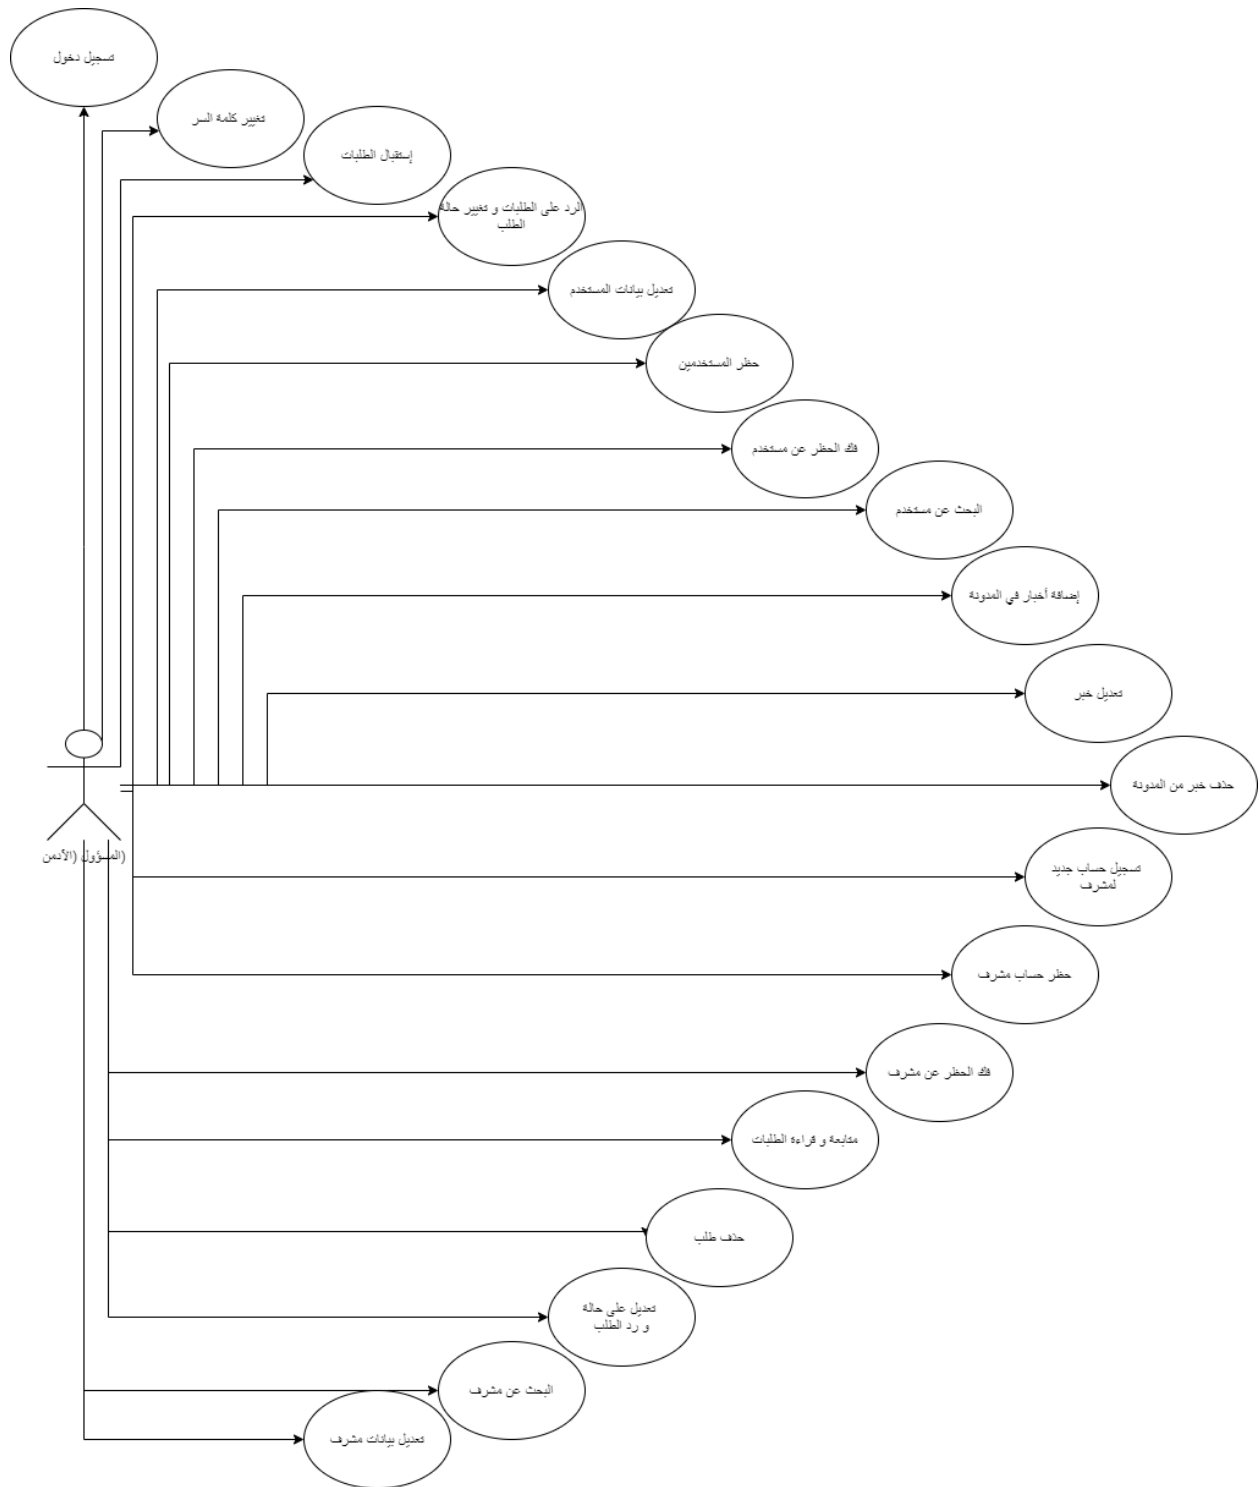 تسجيل دخول
تغيير كلمة السر
إستقبال الطلبات
الرد على الطلبات و تغيير حالة
الطلب
تعديل بيانات المستخدم
حظر المستخدمين
فك الحظر عن مستخدم
البحث عن مستخدم
إضافة أخبار في المدونة
تعديل خبر
حذف خبر من المدونة
(المسؤول (الأدمن
تسجيل حساب جديد
لمشرف
حظر حساب مشرف
فك الحظر عن مشرف
متابعة و قراءة الطلبات
حذف طلب
تعديل على حالة
و رد الطلب
البحث عن مشرف
تعديل بيانات مشرف